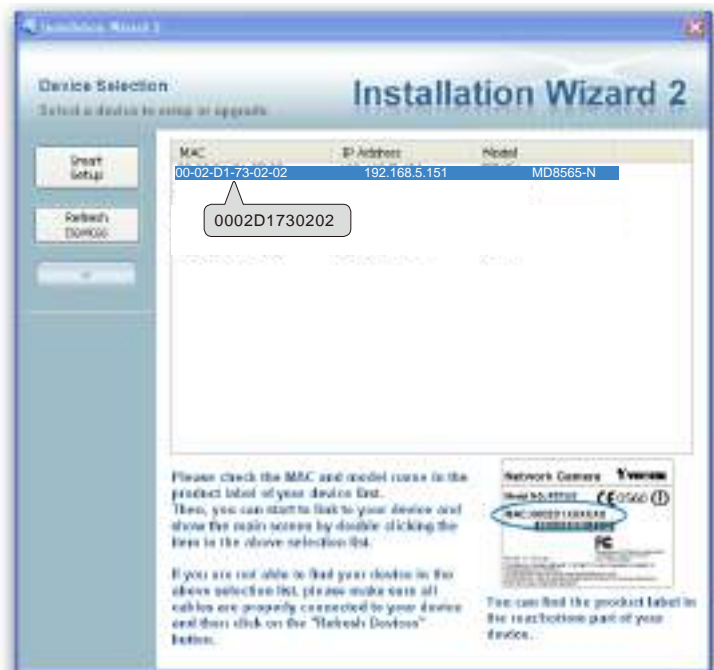 Installation Wizard 2
Device Selection
Installation Wizard 2
Select a device to setup or upgrade.
MAC IP Address Model
00-02-D1-73-02-02 192.168.5.151 MD8565-N
0002D1730202
Smart
Setup
Refresh
Devices
Please check the MAC and model name in the
product label of your device first.
Then, you can start to link to your device and
show the main screen by double clicking the
item in the above selection list.
If you are not able to find your device in the
above selection list, please make sure all
cables are properly connected to your device
and then click on the "Refresh Devices"
button.
Network Camera VIVOTEK
0560
FC
You can find the product label in
the rear/bottom part of your
device.